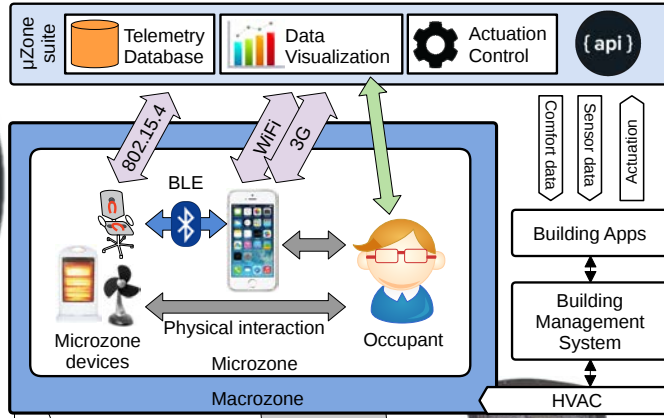 µZone
suite
Telemetry
Database
Data
Visualization
Actuation
Control
{ api }
802.15.4
WiFi
3G
Comfort data
Sensor data
Actuation
BLE
Building Apps
Building
Management
System
HVAC
Microzone
devices
Physical interaction
Occupant
Microzone
Macrozone